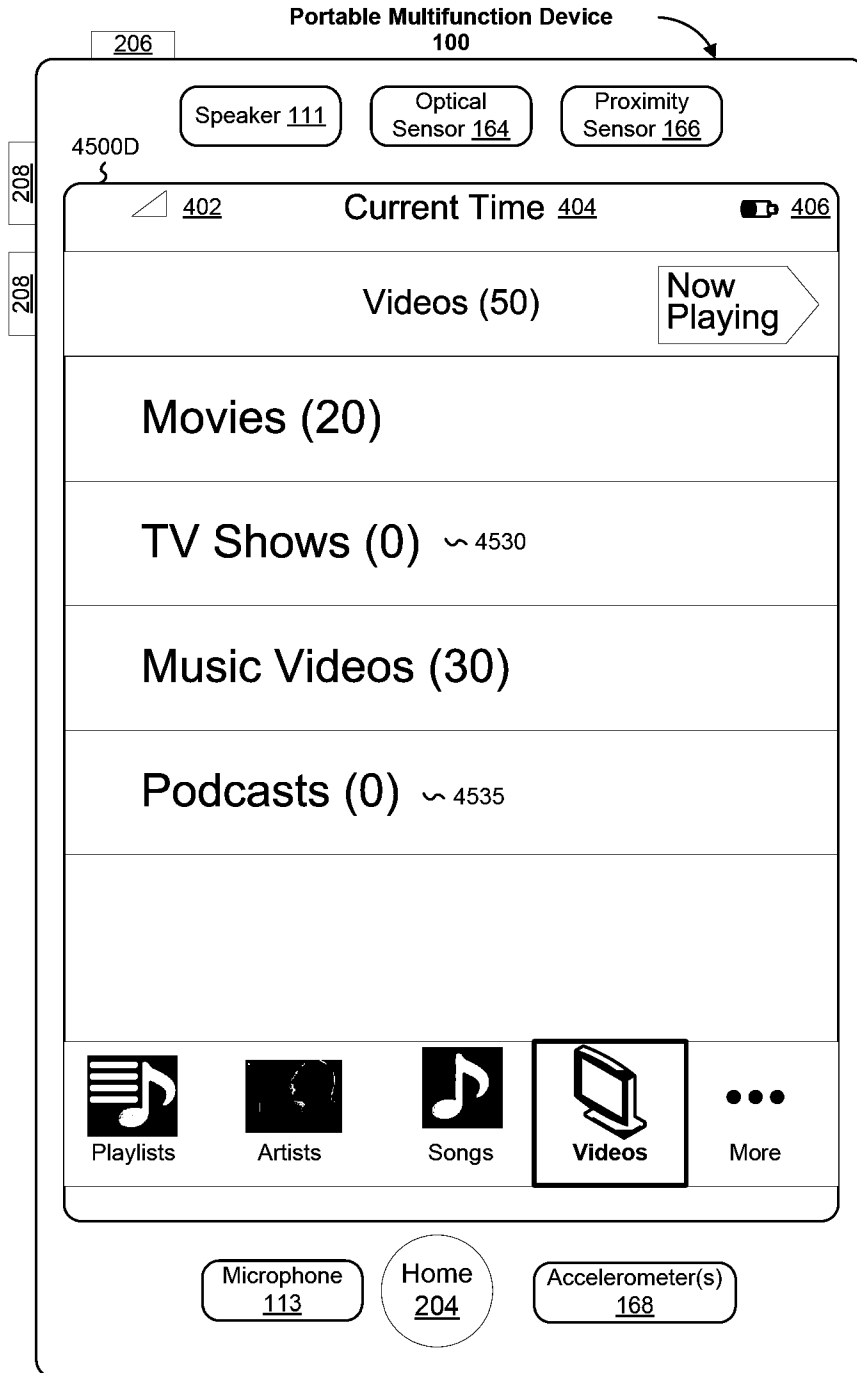 Portable Multifunction Device
100
206
Speaker 111
Optical
Sensor 164
Proximity
Sensor 166
4500D
208
402
Current Time 404
406
208
Videos (50)
Now
Playing
Movies (20)
TV Shows (0)
4530
Music Videos (30)
Podcasts (0)
4535
Playlists
Artists
Songs
Videos
More
Microphone
113
Home
204
Accelerometer(s)
168